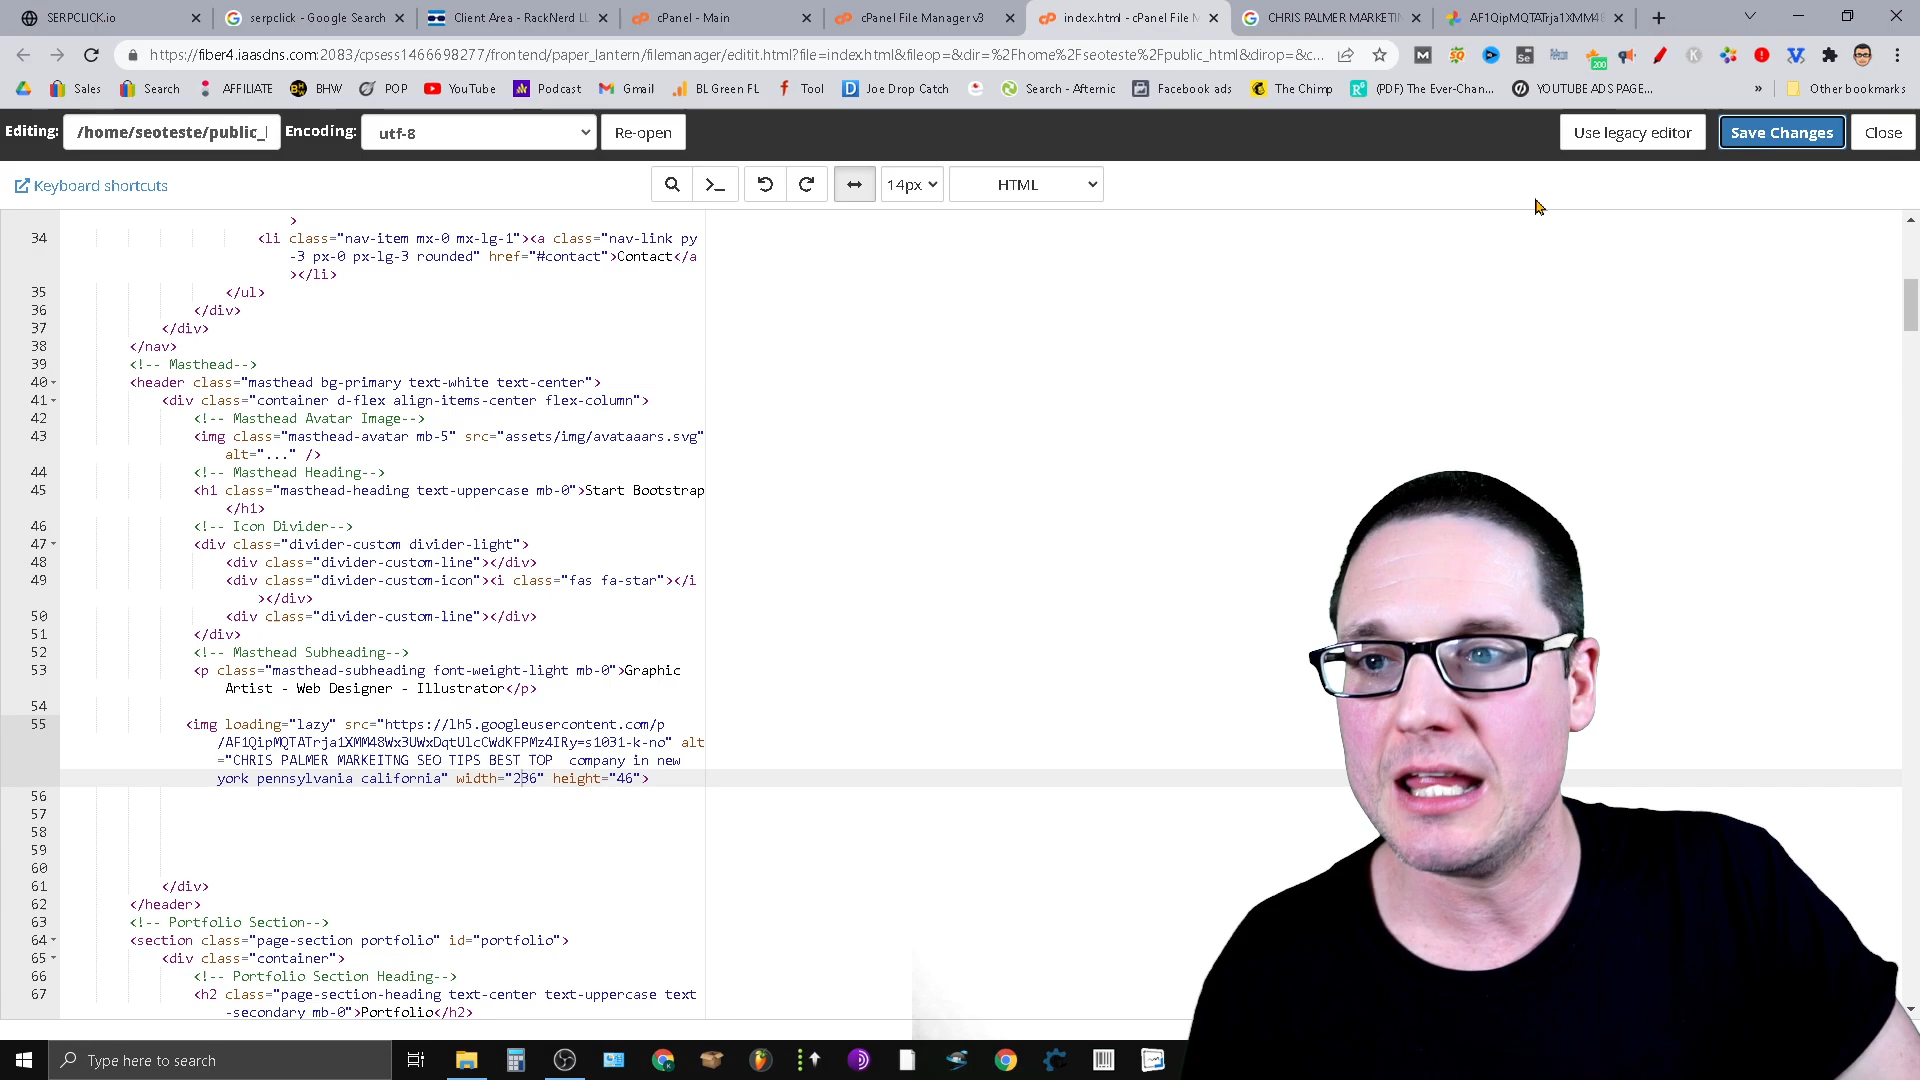 SERPCLICK.io
serpclick - Google Search
Client Area - RackNerd LL
cPanel - Main
cPanel File Manager v3
index.html - cPanel File M
CHRIS PALMER MARKETIN
AF1QipMQTATrja1XMM48
https://fiber4.iaasdns.com:2083/cpsess1466698277/frontend/paper_lantern/filemanager/editit.html?file=index.html&fileop=&dir=%2Fhome%2Fseoteste%2Fpublic_html&dirop=&c...
Sales Search AFFILIATE BHW POP YouTube Podcast Gmail BL Green FL Tool Joe Drop Catch Search - Afternic Facebook ads The Chimp (PDF) The Ever-Chan... YOUTUBE ADS PAGE... » Other bookmarks
Editing: /home/seoteste/public_l Encoding: utf-8 Re-open Use legacy editor Save Changes Close
Keyboard shortcuts 14px HTML
>
34 <li class="nav-item mx-0 mx-lg-1"><a class="nav-link py
-3 px-0 px-lg-3 rounded" href="#contact">Contact</a
></li>
35 </ul>
36 </div>
37 </div>
38 </nav>
39 <!-- Masthead-->
40 <header class="masthead bg-primary text-white text-center">
41 <div class="container d-flex align-items-center flex-column">
42 <!-- Masthead Avatar Image-->
43 <img class="masthead-avatar mb-5" src="assets/img/avataaars.svg"
alt="..." />
44 <!-- Masthead Heading-->
45 <h1 class="masthead-heading text-uppercase mb-0">Start Bootstrap
</h1>
46 <!-- Icon Divider-->
47 <div class="divider-custom divider-light">
48 <div class="divider-custom-line"></div>
49 <div class="divider-custom-icon"><i class="fas fa-star"></i
></div>
50 <div class="divider-custom-line"></div>
51 </div>
52 <!-- Masthead Subheading-->
53 <p class="masthead-subheading font-weight-light mb-0">Graphic
Artist - Web Designer - Illustrator</p>
54
55 <img loading="lazy" src="https://lh5.googleusercontent.com/p
/AF1QipMQTATrja1XMM48Wx3UWxDqtUlcCWdKFPMz4IRy=s1031-k-no" alt
="CHRIS PALMER MARKEITNG SEO TIPS BEST TOP  company in new
york pennsylvania california" width="236" height="46">
56
57
58
59
60
61 </div>
62 </header>
63 <!-- Portfolio Section-->
64 <section class="page-section portfolio" id="portfolio">
65 <div class="container">
66 <!-- Portfolio Section Heading-->
67 <h2 class="page-section-heading text-center text-uppercase text
-secondary mb-0">Portfolio</h2>
Type here to search